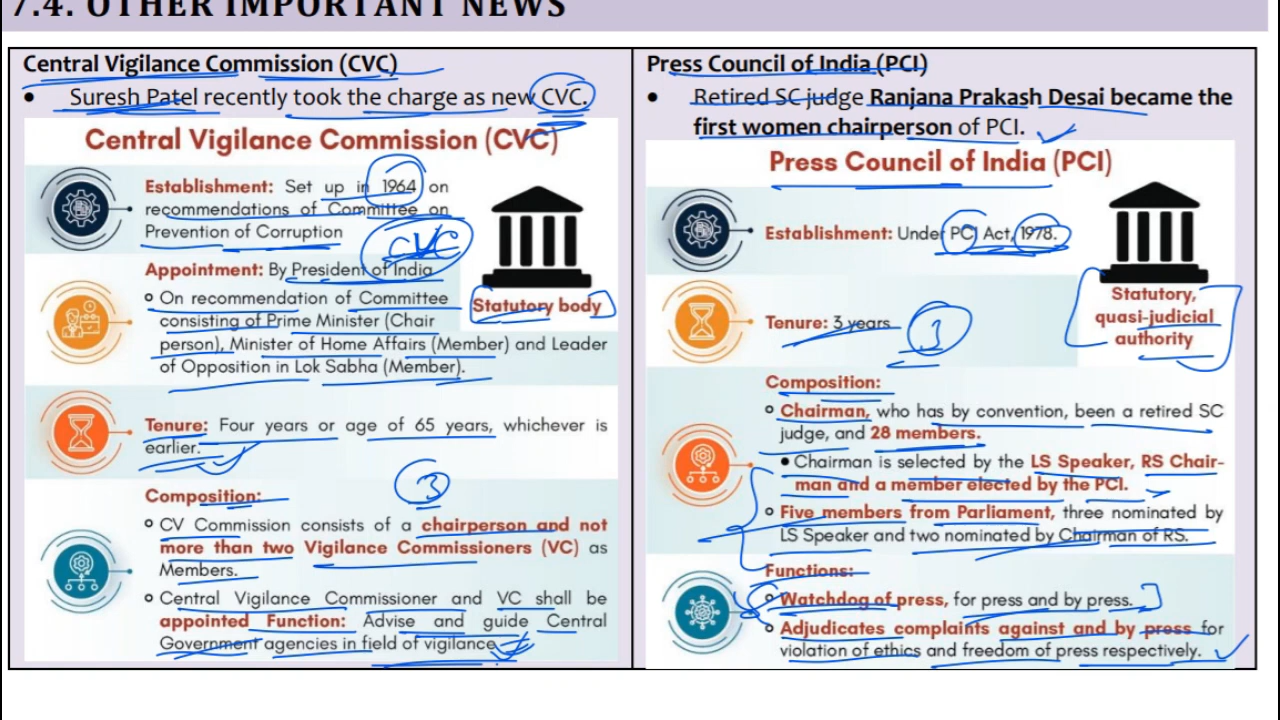 7.4. OTHER IMPORTANT NEWS
Central Vigilance Commission (CVC)
• Suresh Patel recently took the charge as new CVC.
Central Vigilance Commission (CVC)
Establishment: Set up in 1964 on
recommendations of Committee on
Prevention of Corruption
CVC
Appointment: By President of India
On recommendation of Committee
consisting of Prime Minister (Chair
person), Minister of Home Affairs (Member) and Leader
of Opposition in Lok Sabha (Member).
Statutory body
Tenure: Four years or age of 65 years, whichever is
earlier.
3
Composition:
CV Commission consists of a chairperson and not
more than two Vigilance Commissioners (VC) as
Members.
Central Vigilance Commissioner and VC shall be
appointed Function: Advise and guide Central
Government agencies in field of vigilance
Press Council of India (PCI)
• Retired SC judge Ranjana Prakash Desai became the
first women chairperson of PCI.
Press Council of India (PCI)
Establishment: Under PCI Act, 1978.
Tenure: 3 years
3
Statutory,
quasi-judicial
authority
Composition:
Chairman, who has by convention, been a retired SC
judge, and 28 members.
• Chairman is selected by the LS Speaker, RS Chair-
man and a member elected by the PCI.
Five members from Parliament, three nominated by
LS Speaker and two nominated by Chairman of RS.
Functions:
Watchdog of press, for press and by press.
Adjudicates complaints against and by press for
violation of ethics and freedom of press respectively.